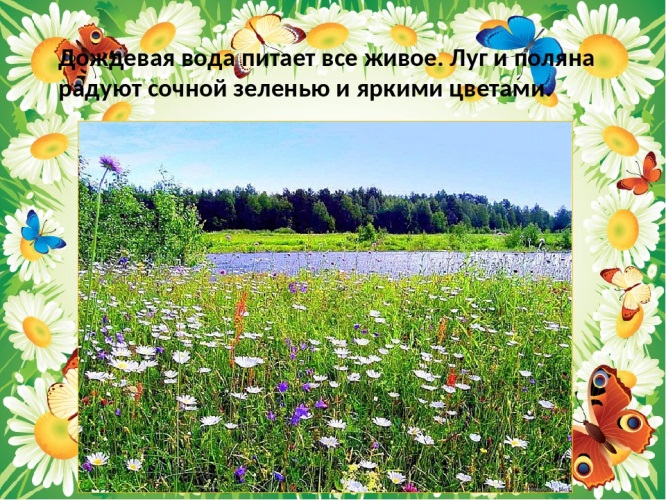 Дождевая вода питает все живое. Луг и поляна
радуют сочной зеленью и яркими цветами.